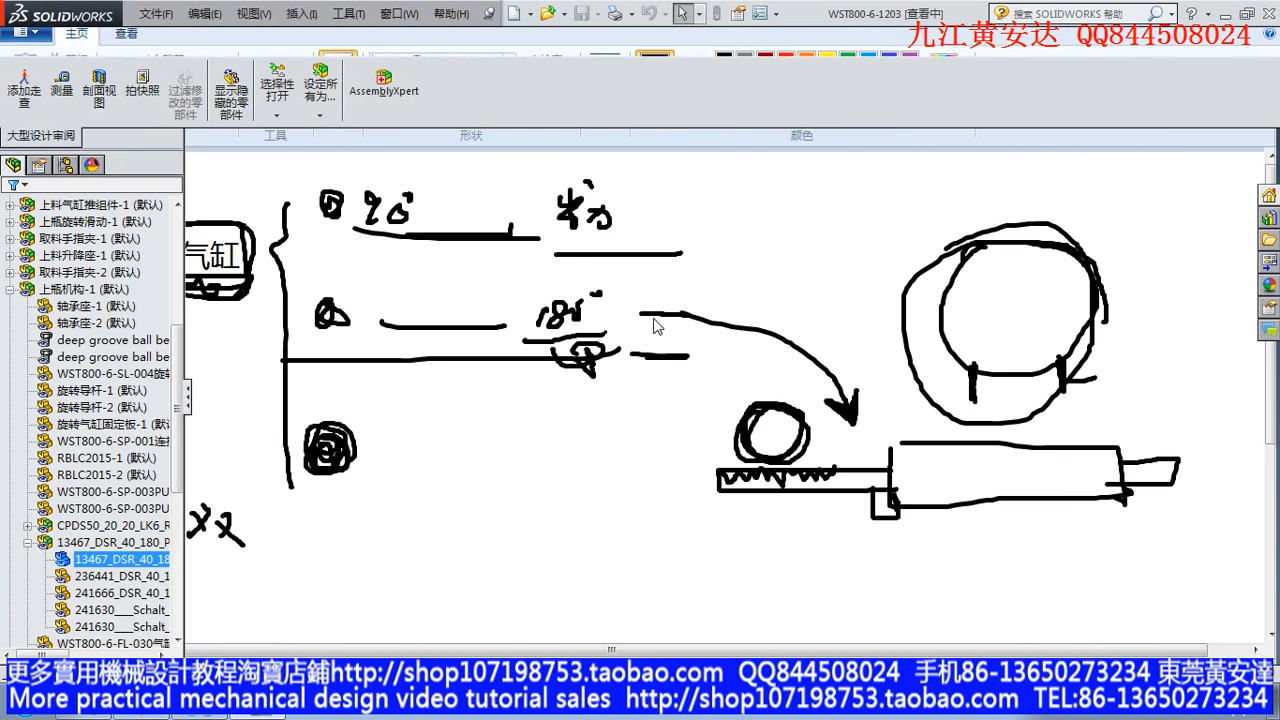 SOLIDWORKS 文件(F) 编辑(E) 视图(V) 插入(I) 工具(T) 窗口(W) 帮助(H) WST800-6-1203 [查看中] 搜索 SOLIDWORKS 帮助
主页 查看
九江黄安达 QQ844508024
添加走查 测量 剖面视图 拍快照 过滤修改的零部件 显示隐藏的零部件 选择性打开 设定所有为... AssemblyXpert
大型设计审阅 工具 形状 颜色
上料气缸推组件-1 (默认)
上瓶旋转滑动-1 (默认)
取料手指夹-1 (默认)
上料升降座-1 (默认)
取料手指夹-2 (默认)
上瓶机构-1 (默认)
轴承座-1 (默认)
轴承座-2 (默认)
deep groove ball be
deep groove ball be
WST800-6-SL-004旋转
旋转导杆-1 (默认)
旋转导杆-2 (默认)
旋转气缸固定板-1 (默认)
WST800-6-SP-001连接
RBLC2015-1 (默认)
RBLC2015-2 (默认)
WST800-6-SP-003PU
WST800-6-SP-003PU
CPDS50_20_20_LK6_R
13467_DSR_40_180_P
13467_DSR_40_18
236441_DSR_40_1
241666_DSR_40_1
241630___Schalt_
241630___Schalt_
WST800-6-FL-030气缸
气缸
90°
180°
更多實用機械設計教程淘寶店鋪http://shop107198753.taobao.com QQ844508024 手机86-13650273234 東莞黃安達
More practical mechanical design video tutorial sales http://shop107198753.taobao.com TEL:86-13650273234